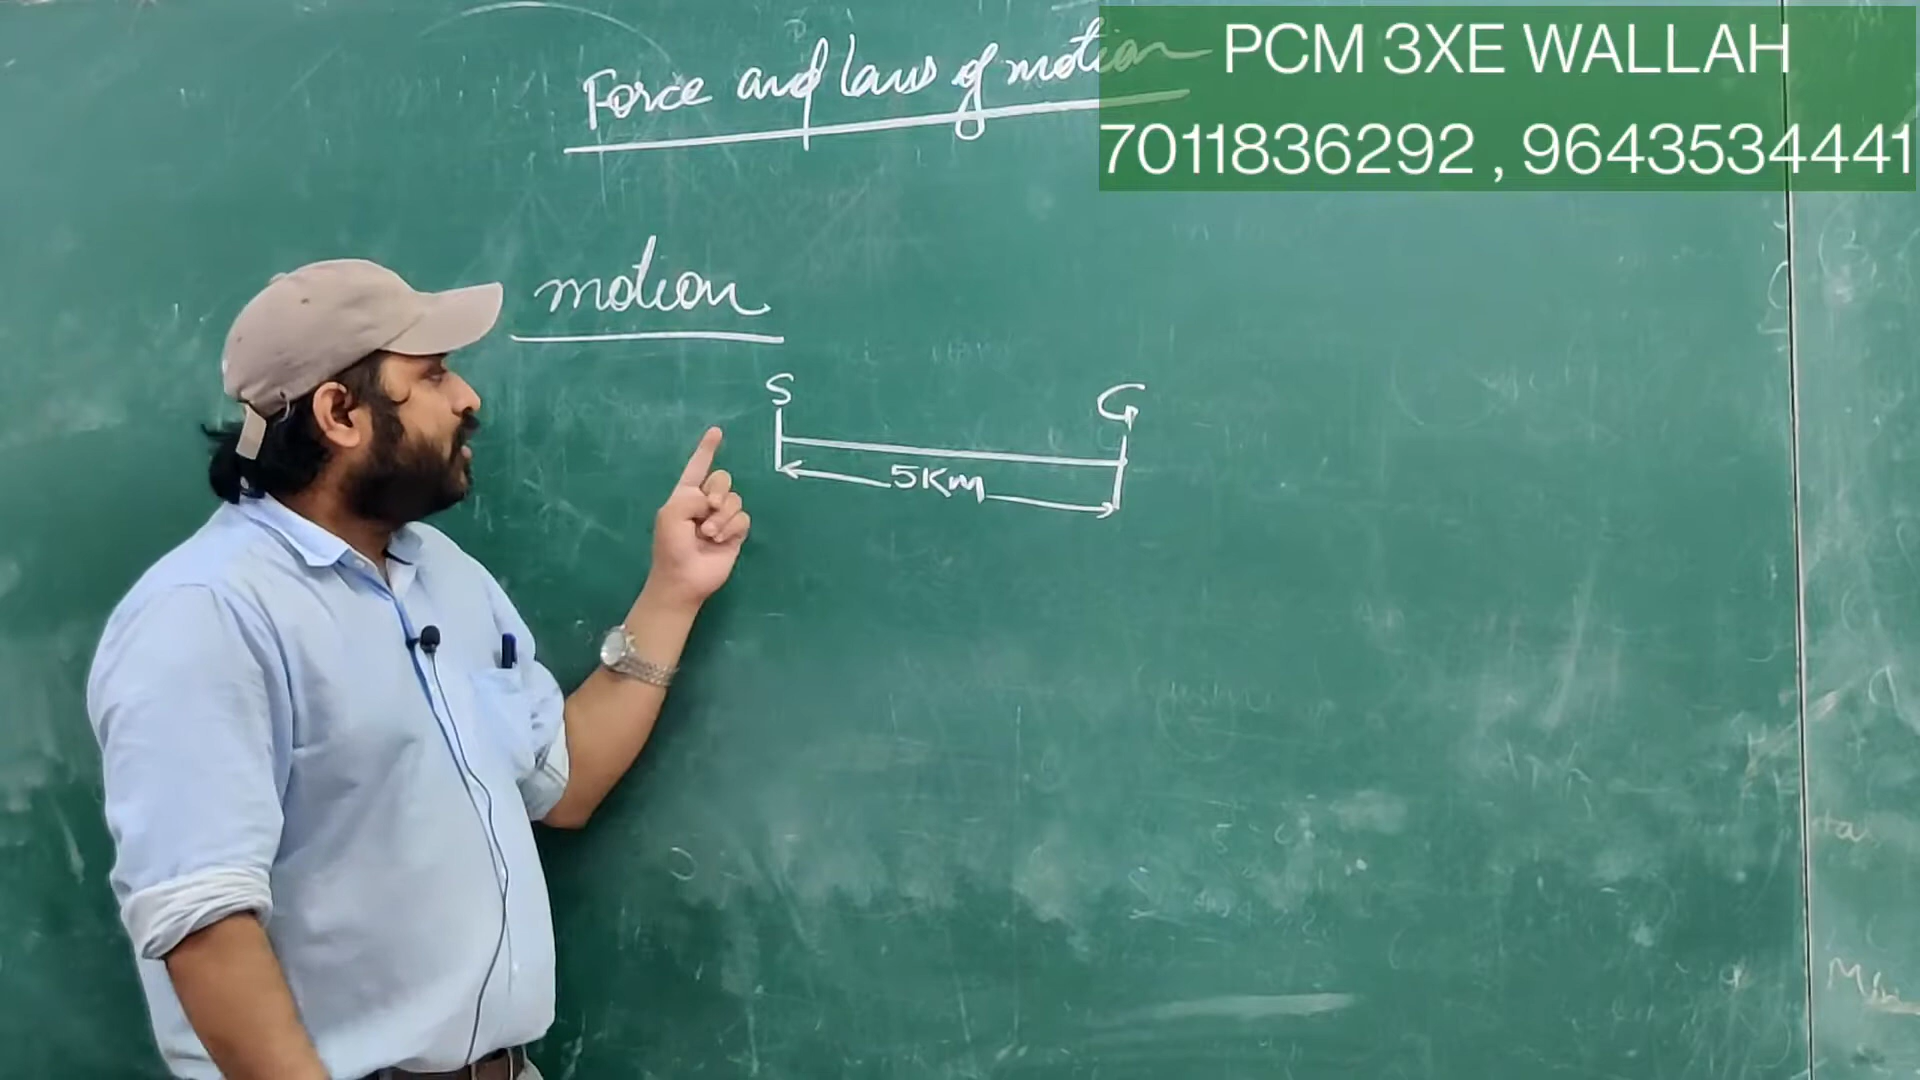 Force and laws of motion
PCM 3XE WALLAH
7011836292 , 9643534441
motion
S
G
5Km